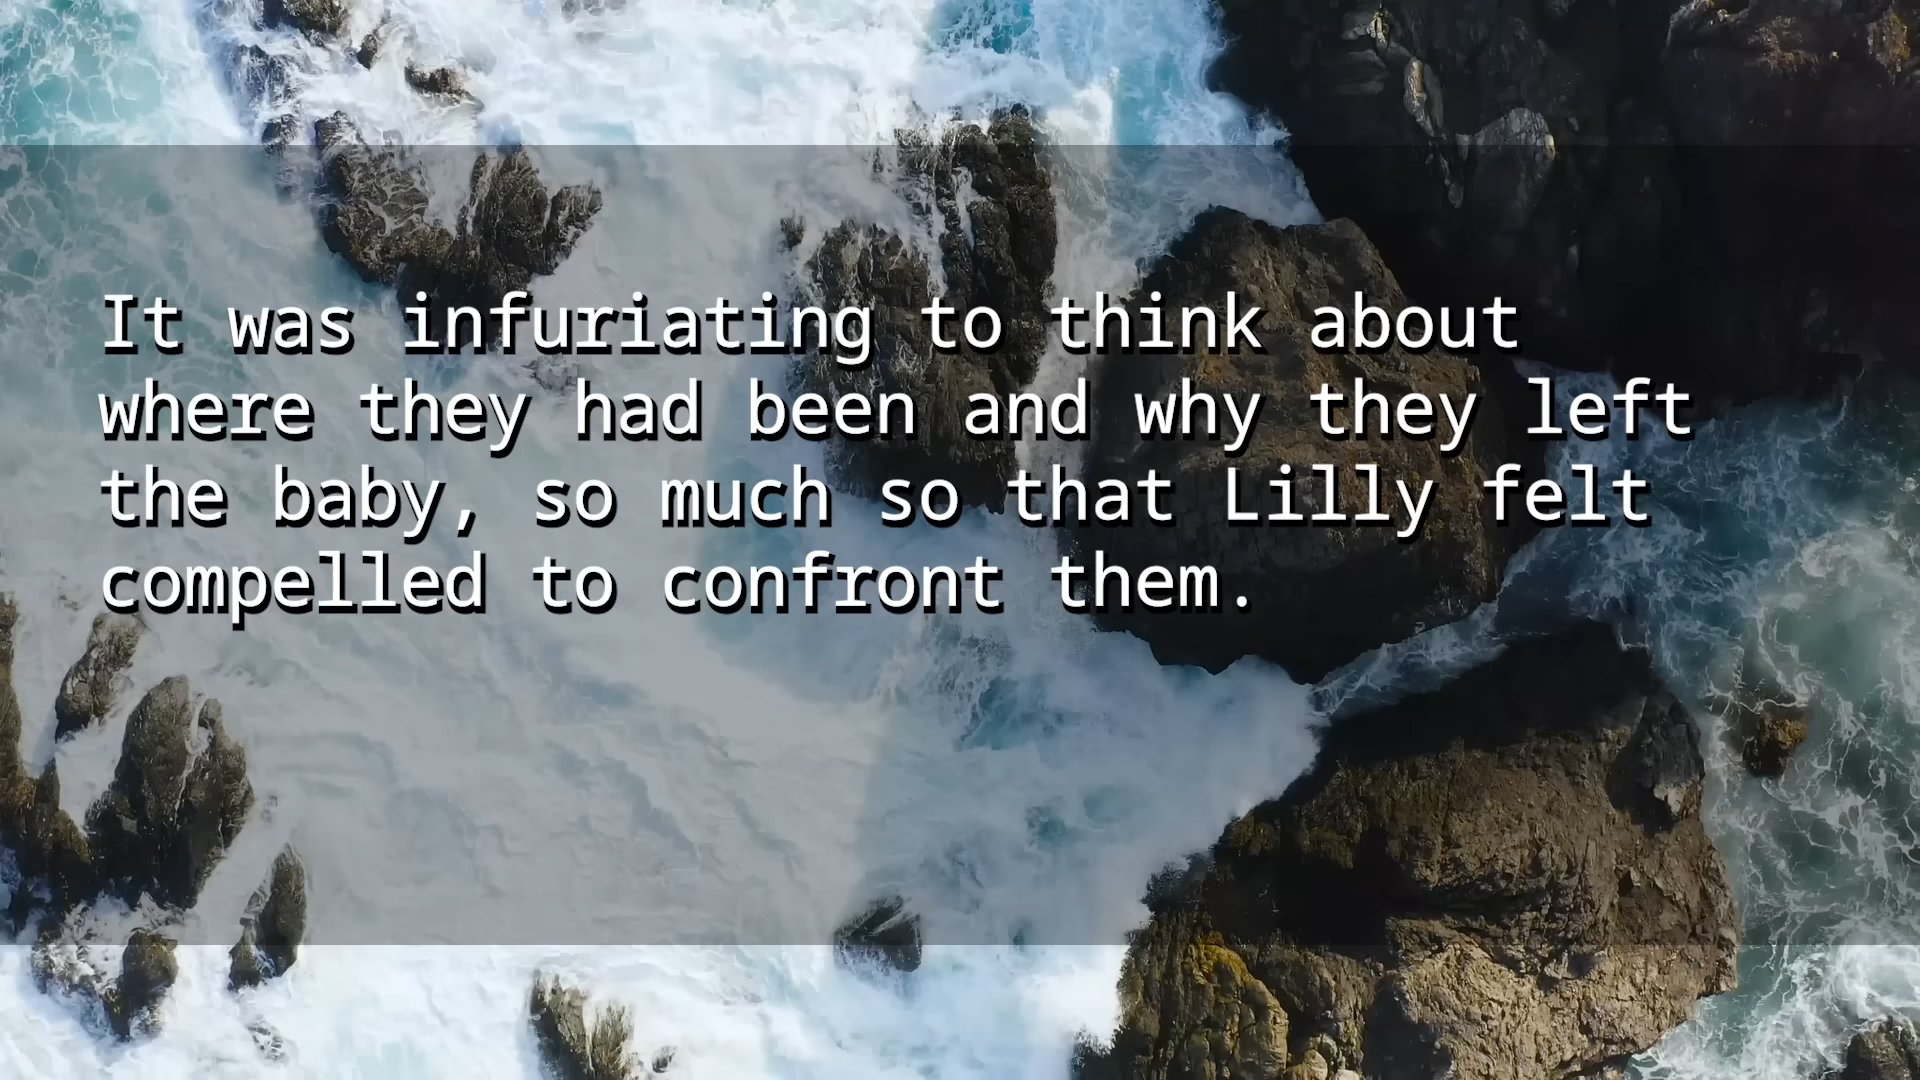 It was infuriating to think about
where they had been and why they left
the baby, so much so that Lilly felt
compelled to confront them.